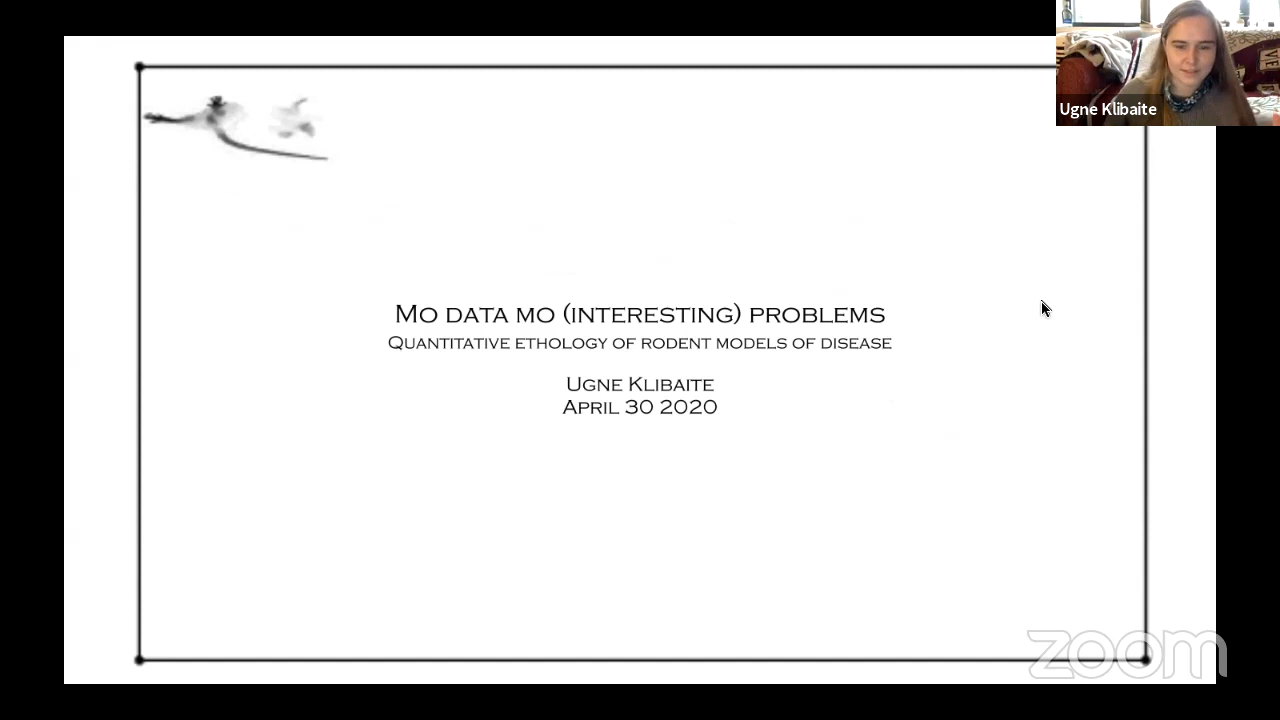 Ugne Klibaite
Mo data mo (interesting) problems
Quantitative ethology of rodent models of disease
Ugne Klibaite
April 30 2020
zoom